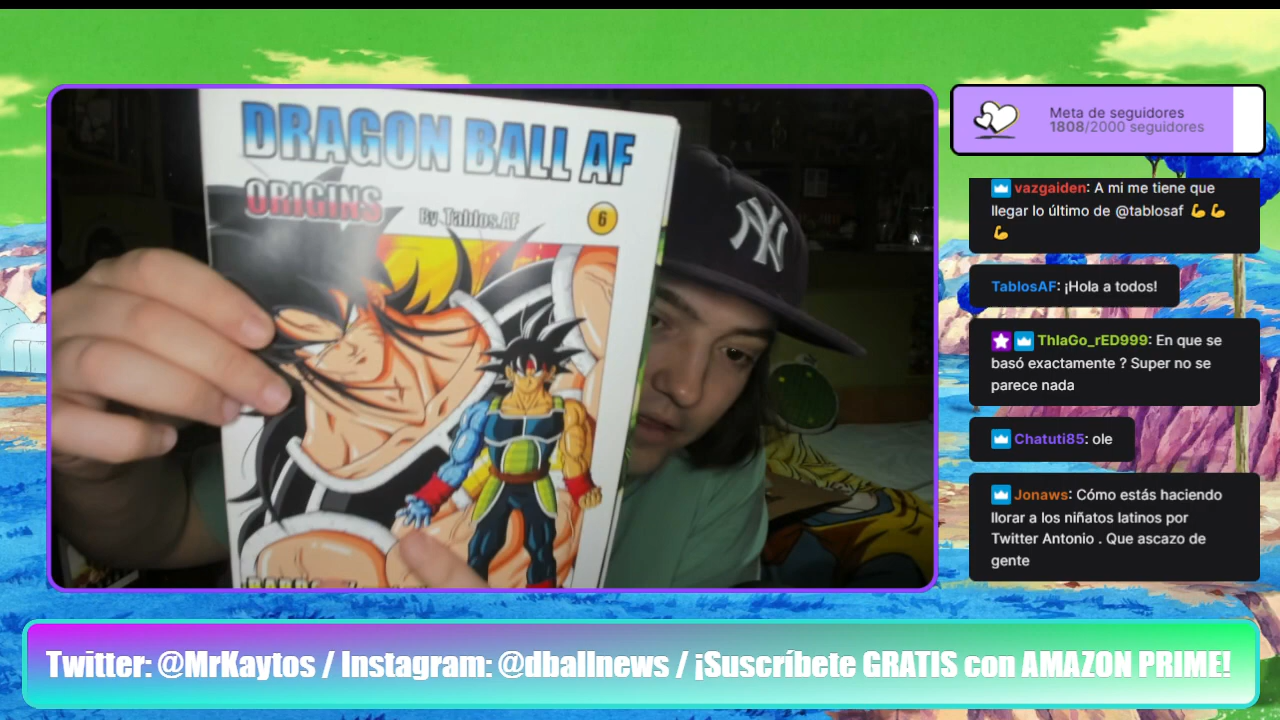 DRAGON BALL AF
ORIGINS
By Tablos.AF
6
NY
Meta de seguidores
1808/2000 seguidores
vazgaiden: A mi me tiene que
llegar lo último de @tablosaf 💪💪
💪
TablosAF: ¡Hola a todos!
ThIaGo_rED999: En que se
basó exactamente ? Super no se
parece nada
Chatuti85: ole
Jonaws: Cómo estás haciendo
llorar a los niñatos latinos por
Twitter Antonio . Que ascazo de
gente
Twitter: @MrKaytos / Instagram: @dballnews / ¡Suscríbete GRATIS con AMAZON PRIME!